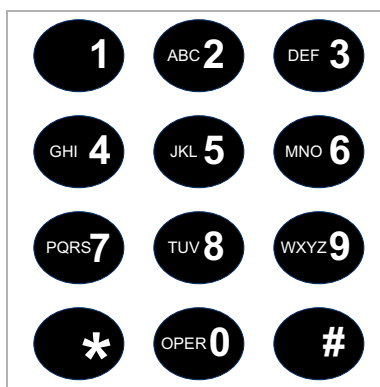 1 ABC 2 DEF 3
GHI 4 JKL 5 MNO 6
PQRS 7 TUV 8 WXYZ 9
* OPER 0 #